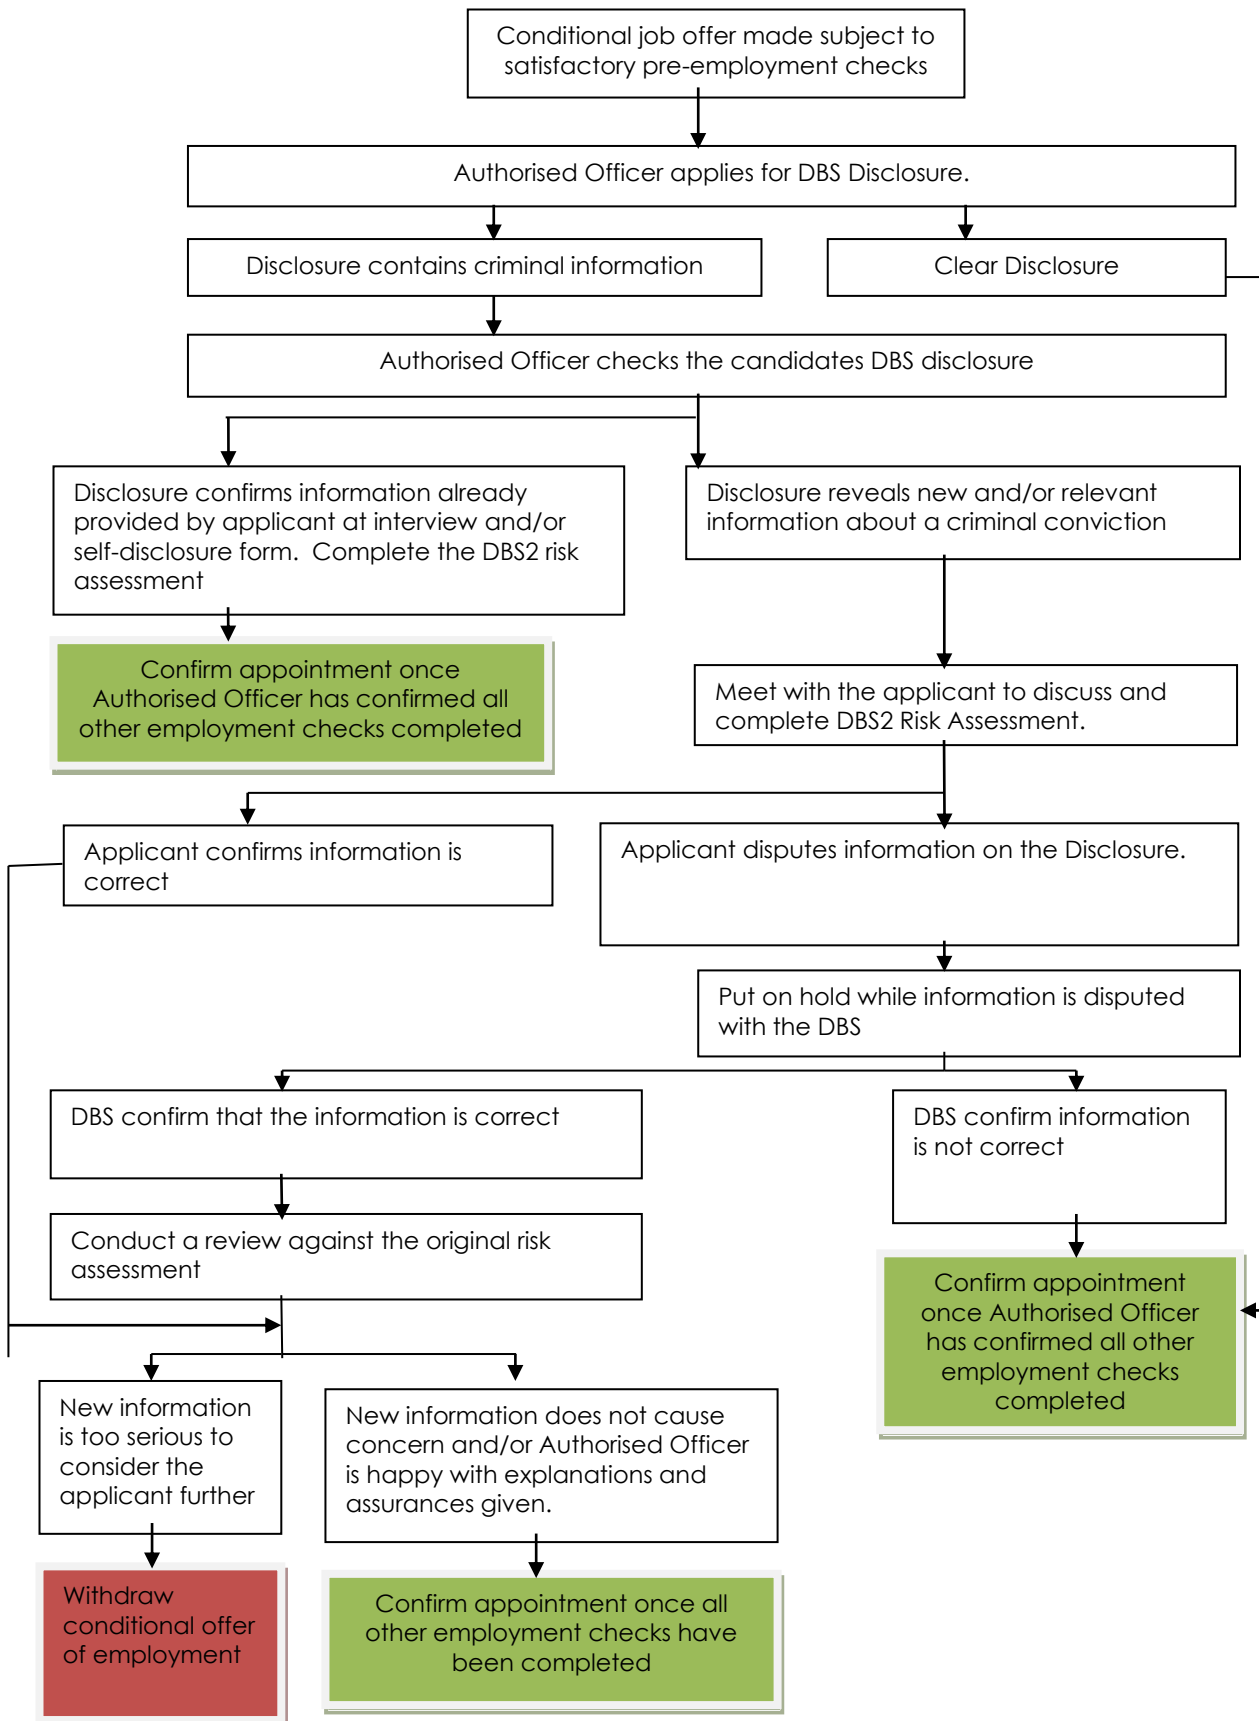 Conditional job offer made subject to
satisfactory pre-employment checks
Authorised Officer applies for DBS Disclosure.
Disclosure contains criminal information
Clear Disclosure
Authorised Officer checks the candidates DBS disclosure
Disclosure confirms information already
provided by applicant at interview and/or
self-disclosure form.  Complete the DBS2 risk
assessment
Disclosure reveals new and/or relevant
information about a criminal conviction
Confirm appointment once
Authorised Officer has confirmed all
other employment checks completed
Meet with the applicant to discuss and
complete DBS2 Risk Assessment.
Applicant confirms information is
correct
Applicant disputes information on the Disclosure.
Put on hold while information is disputed
with the DBS
DBS confirm that the information is correct
DBS confirm information
is not correct
Conduct a review against the original risk
assessment
Confirm appointment
once Authorised Officer
has confirmed all other
employment checks
completed
New information
is too serious to
consider the
applicant further
New information does not cause
concern and/or Authorised Officer
is happy with explanations and
assurances given.
Withdraw
conditional offer
of employment
Confirm appointment once all
other employment checks have
been completed